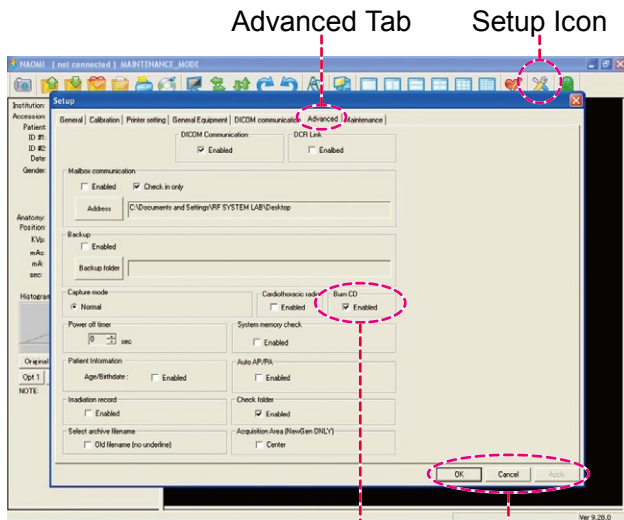 Advanced Tab Setup Icon
NAOMI ( not connected ) MAINTENANCE_MODE
Institution:
Accession:
Patient:
ID #1:
ID #2:
Date:
Gender:
Anatomy:
Position:
KVp:
mAs:
mA:
sec:
Histogram
Original
Opt 1
NOTE:
Setup
General Calibration Printer setting General Equipment DICOM communication Advanced Maintenance
DICOM Communication DCR Link
Enabled Enalbed
Mailbox communication
Enabled Check in only
Address C:\Documents and Settings\RF SYSTEM LAB\Desktop
Backup
Enabled
Backup folder
Capture mode Cardiothoracic radio Burn CD
Normal Enabled Enabled
Power off timer System memory check
0 sec Enabled
Patient Information Auto AP/PA
Age/Birthdate : Enabled Enabled
Irradiation record Check folder
Enabled Enabled
Select archive filename Acquisition Area (NewGen ONLY)
Old filename (no underline) Center
OK Cancel Apply
Ver 9.28.0